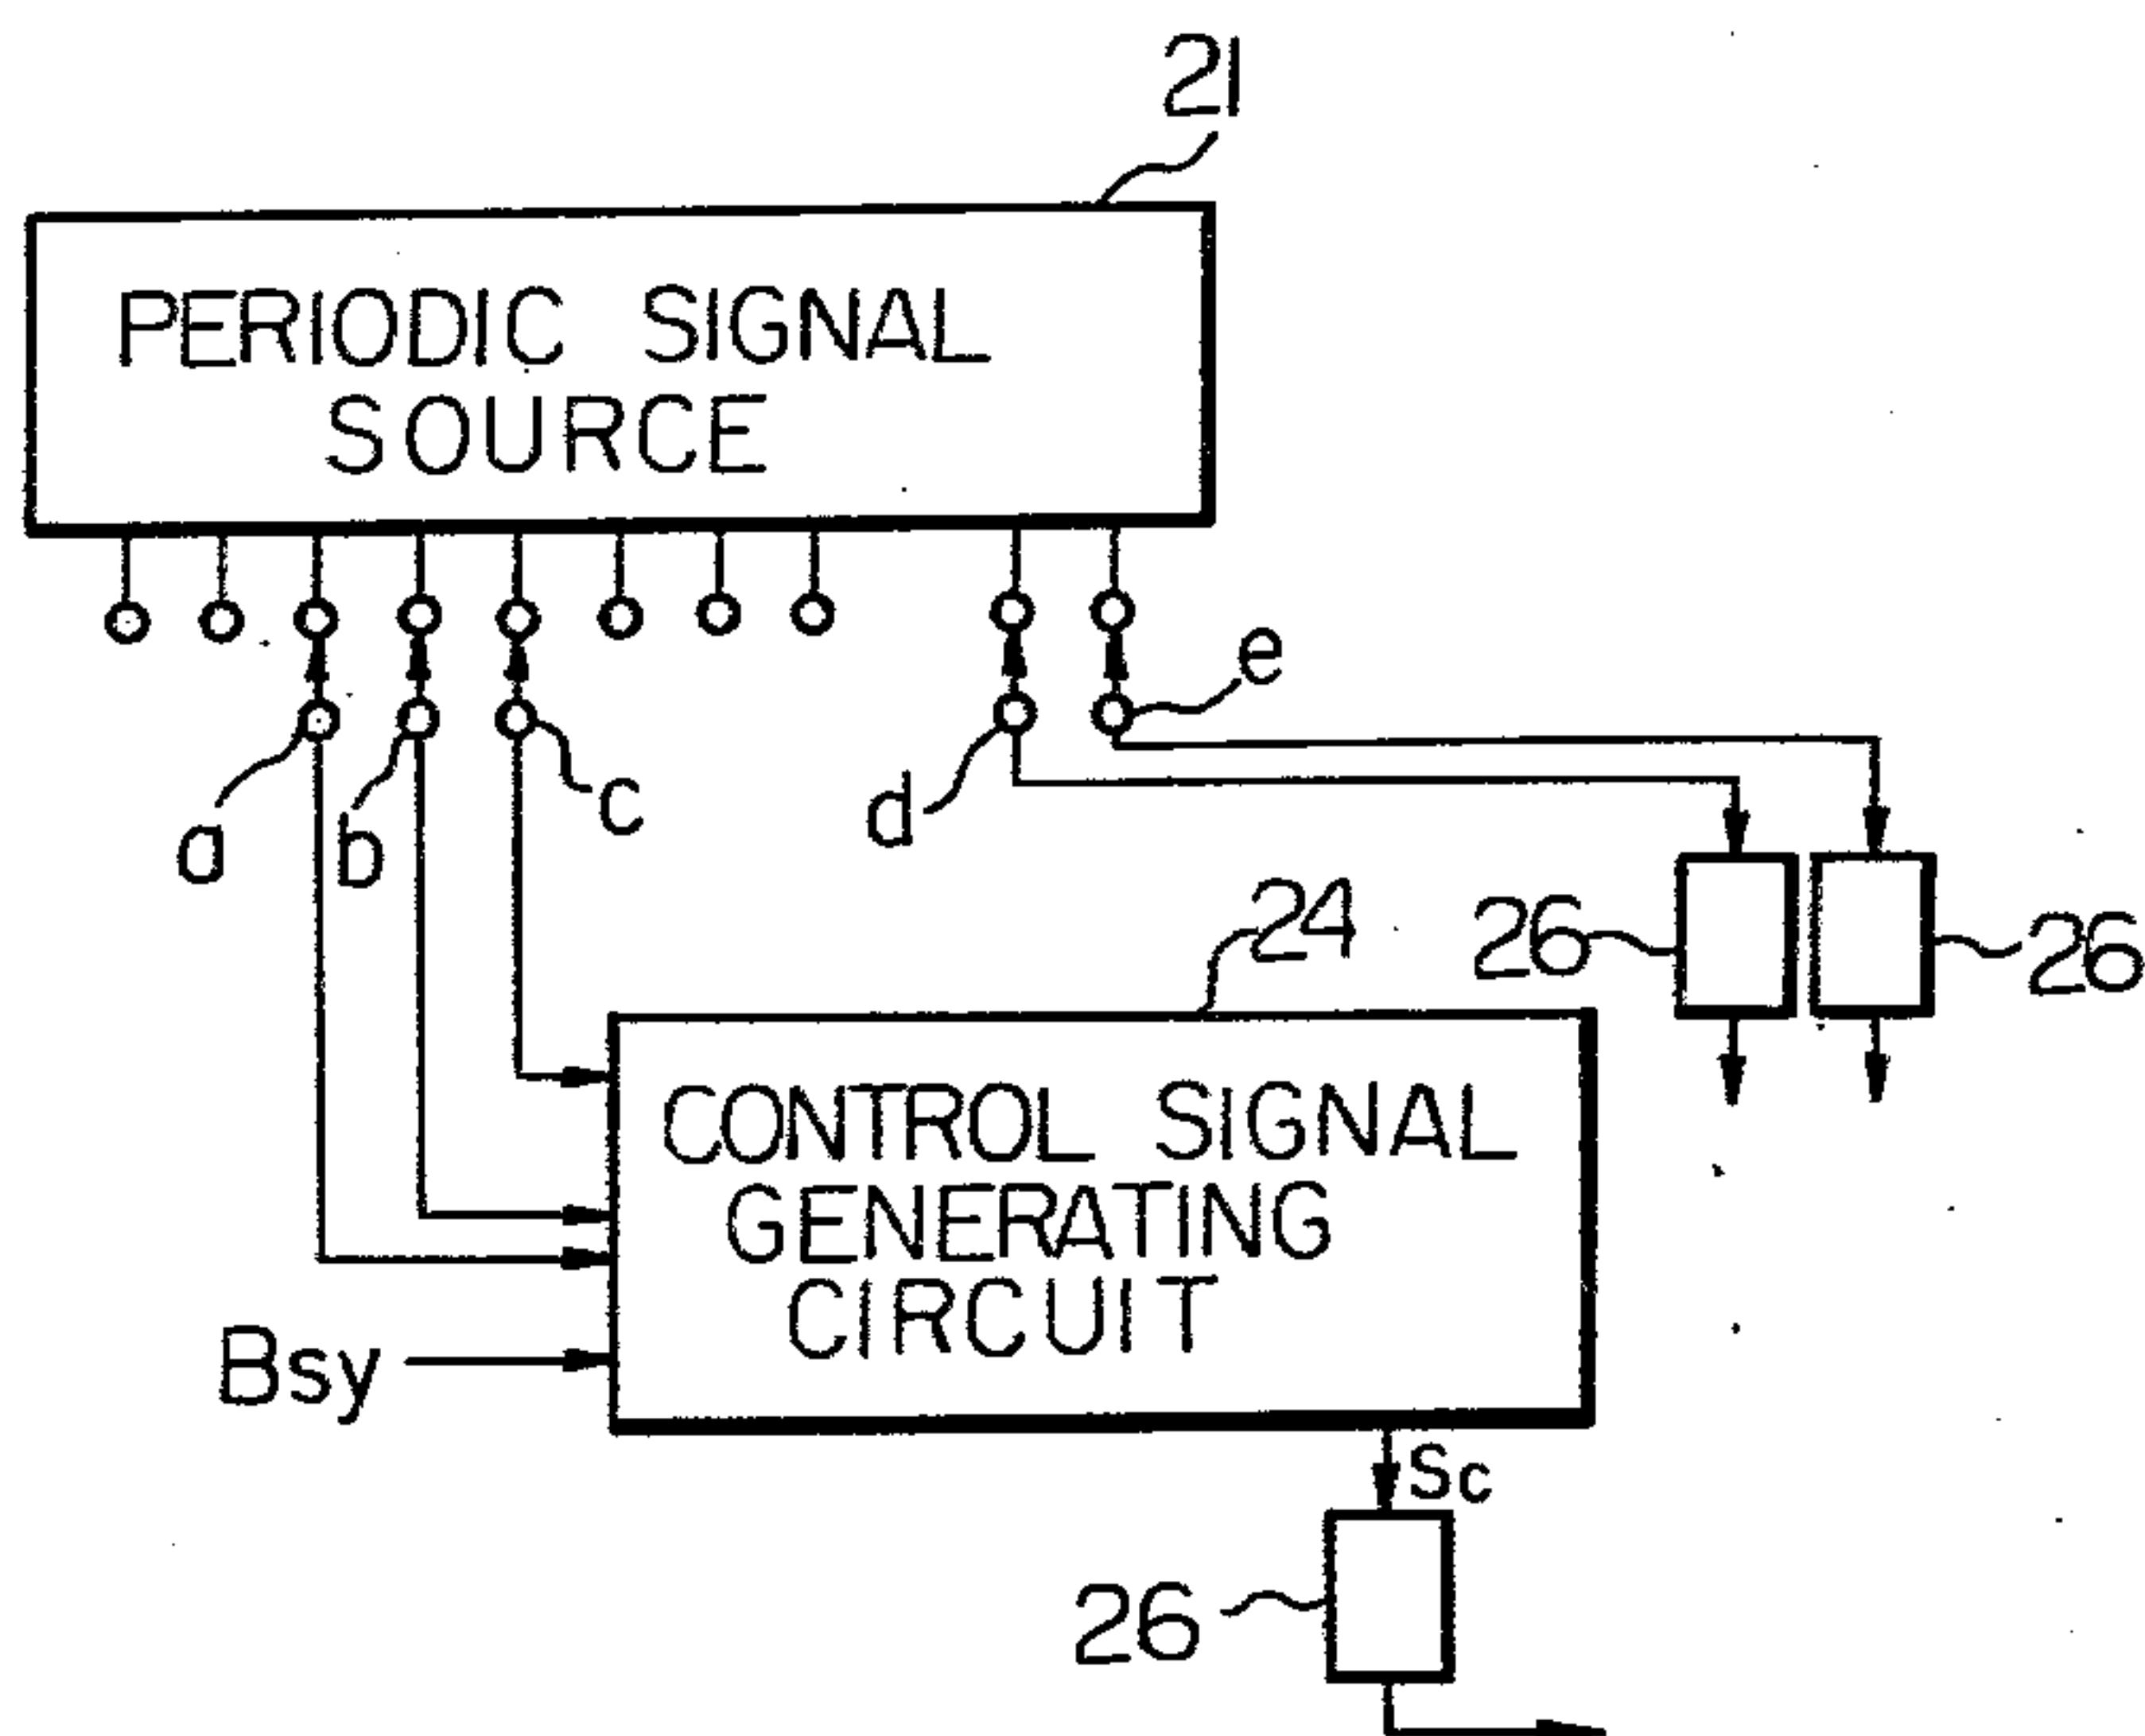 21
PERIODIC SIGNAL
SOURCE
e
a
b
c
d
24
26
26
CONTROL SIGNAL
GENERATING
CIRCUIT
Bsy
Sc
26